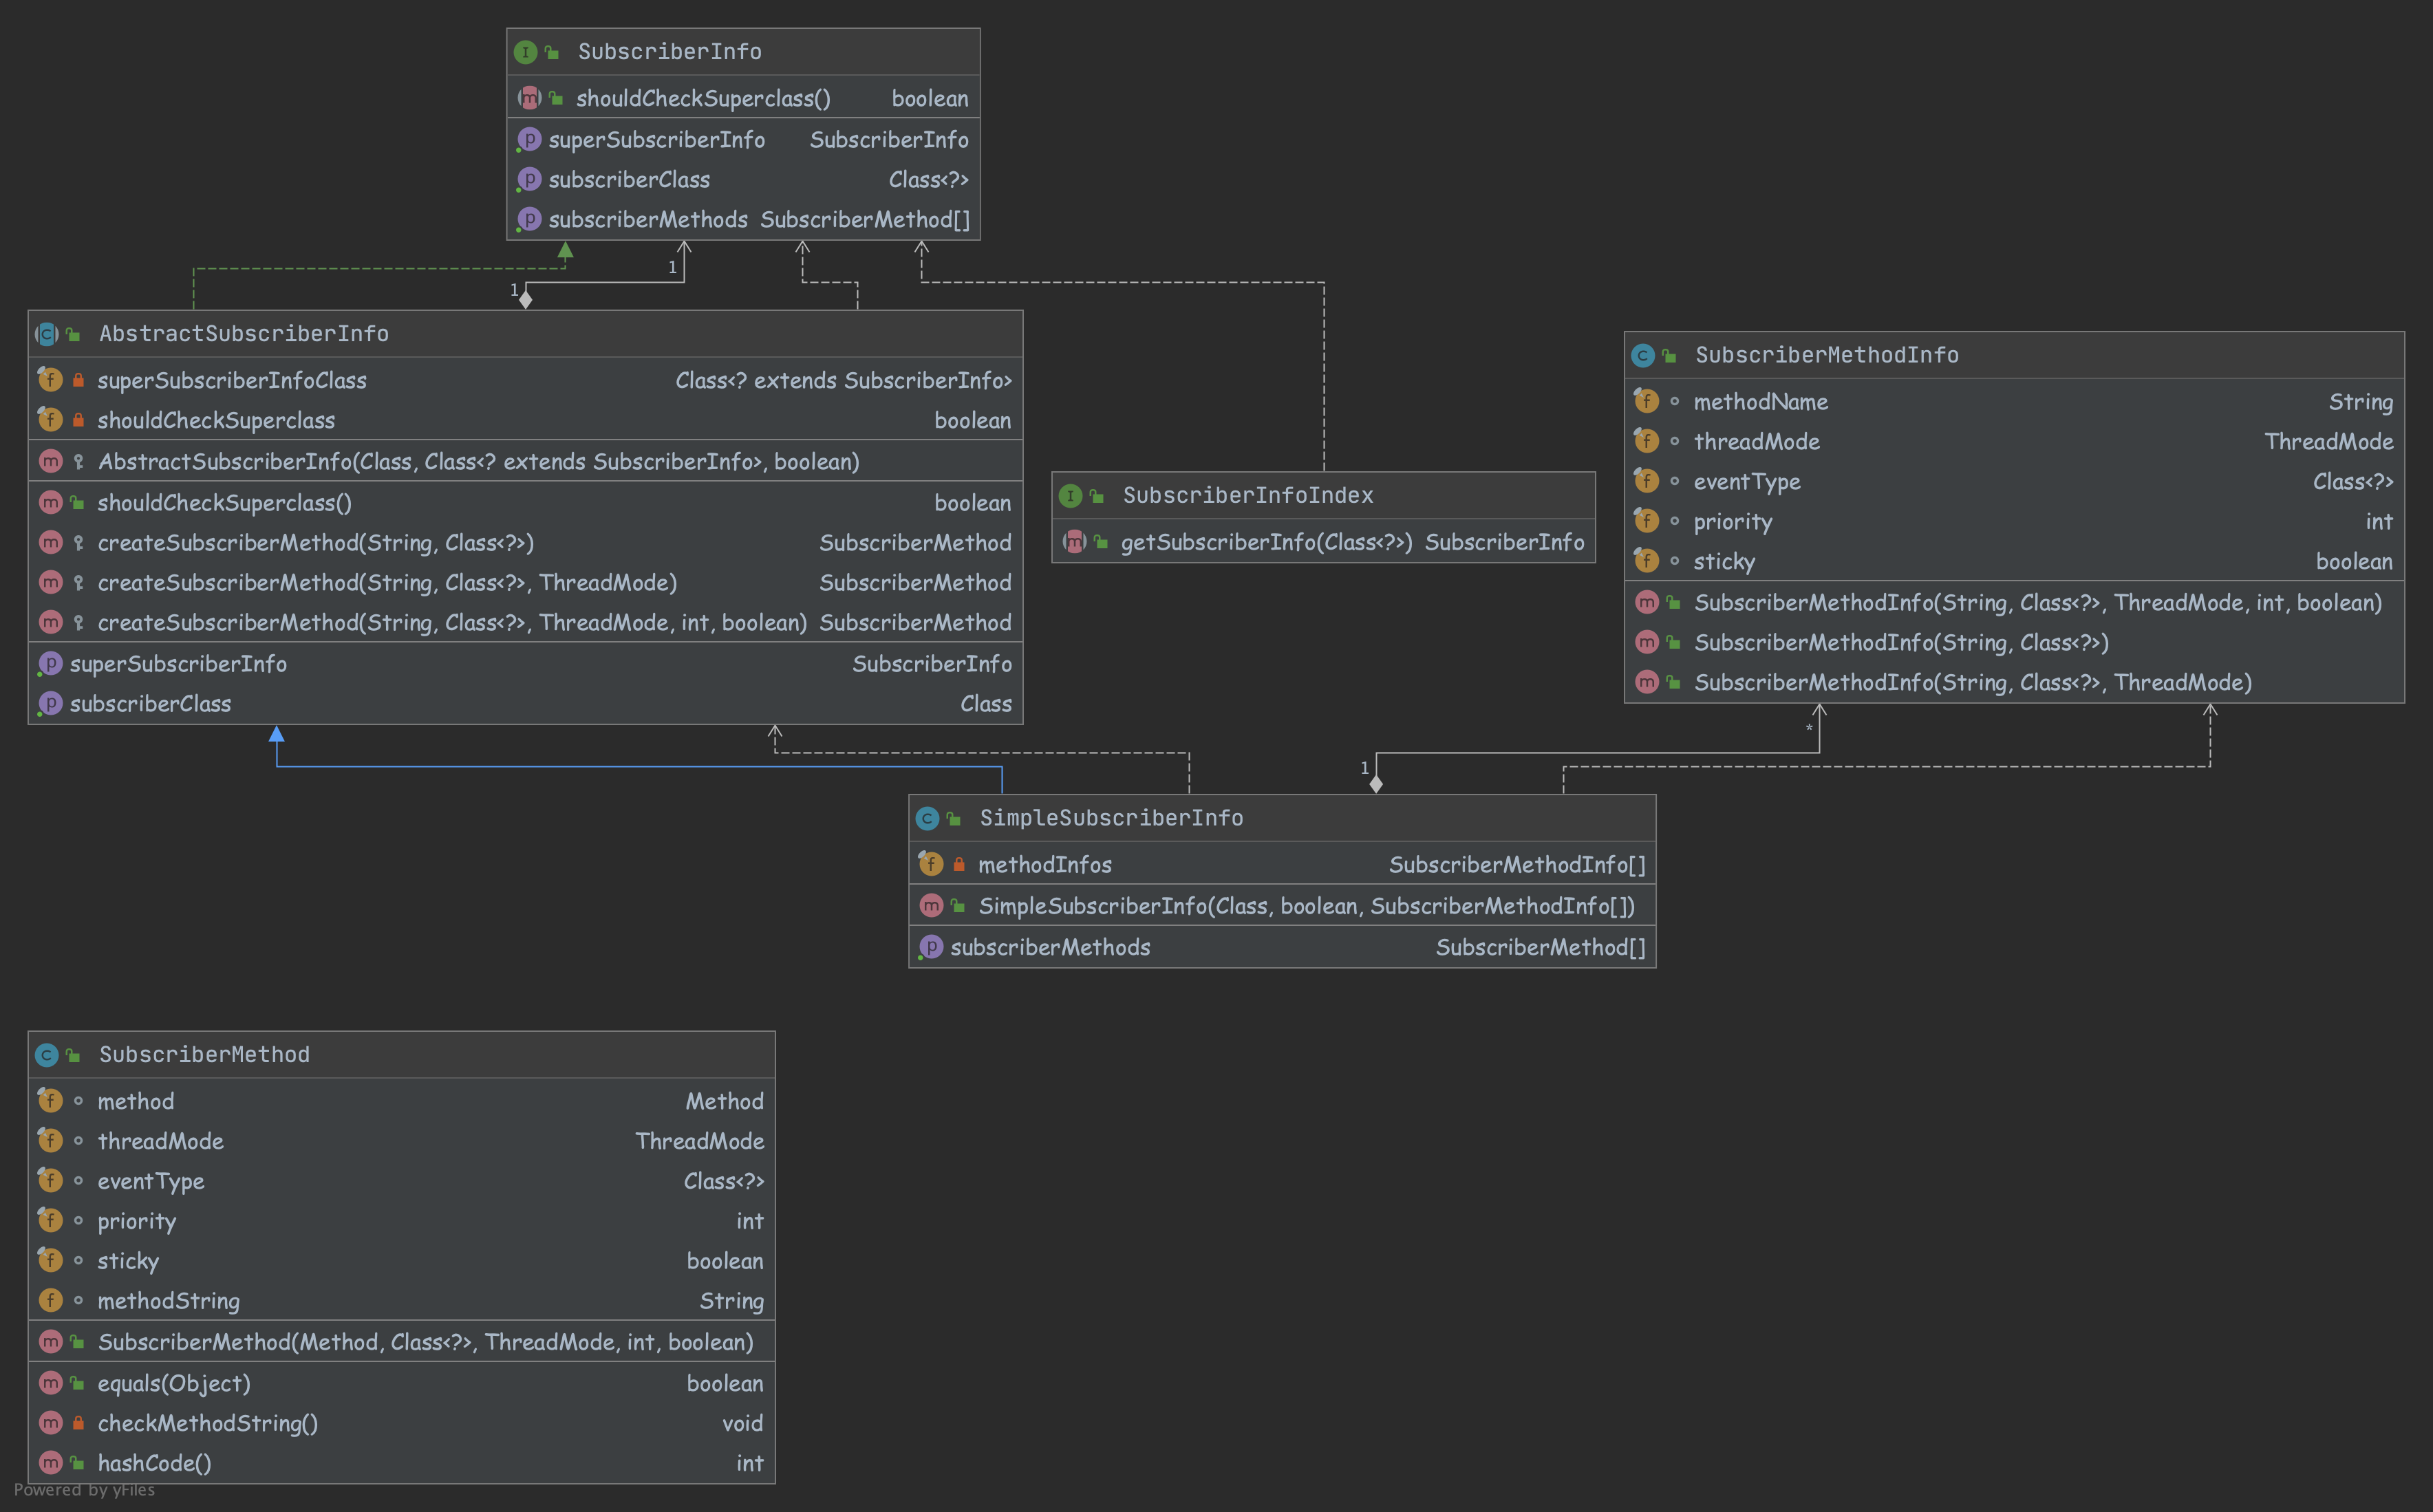 SubscriberInfo
shouldCheckSuperclass() boolean
superSubscriberInfo SubscriberInfo
subscriberClass Class<?>
subscriberMethods SubscriberMethod[]
1
1
AbstractSubscriberInfo
superSubscriberInfoClass Class<? extends SubscriberInfo>
shouldCheckSuperclass boolean
AbstractSubscriberInfo(Class, Class<? extends SubscriberInfo>, boolean)
shouldCheckSuperclass() boolean
createSubscriberMethod(String, Class<?>) SubscriberMethod
createSubscriberMethod(String, Class<?>, ThreadMode) SubscriberMethod
createSubscriberMethod(String, Class<?>, ThreadMode, int, boolean) SubscriberMethod
superSubscriberInfo SubscriberInfo
subscriberClass Class
SubscriberInfoIndex
getSubscriberInfo(Class<?>) SubscriberInfo
SubscriberMethodInfo
methodName String
threadMode ThreadMode
eventType Class<?>
priority int
sticky boolean
SubscriberMethodInfo(String, Class<?>, ThreadMode, int, boolean)
SubscriberMethodInfo(String, Class<?>)
SubscriberMethodInfo(String, Class<?>, ThreadMode)
*
1
SimpleSubscriberInfo
methodInfos SubscriberMethodInfo[]
SimpleSubscriberInfo(Class, boolean, SubscriberMethodInfo[])
subscriberMethods SubscriberMethod[]
SubscriberMethod
method Method
threadMode ThreadMode
eventType Class<?>
priority int
sticky boolean
methodString String
SubscriberMethod(Method, Class<?>, ThreadMode, int, boolean)
equals(Object) boolean
checkMethodString() void
hashCode() int
Powered by yFiles